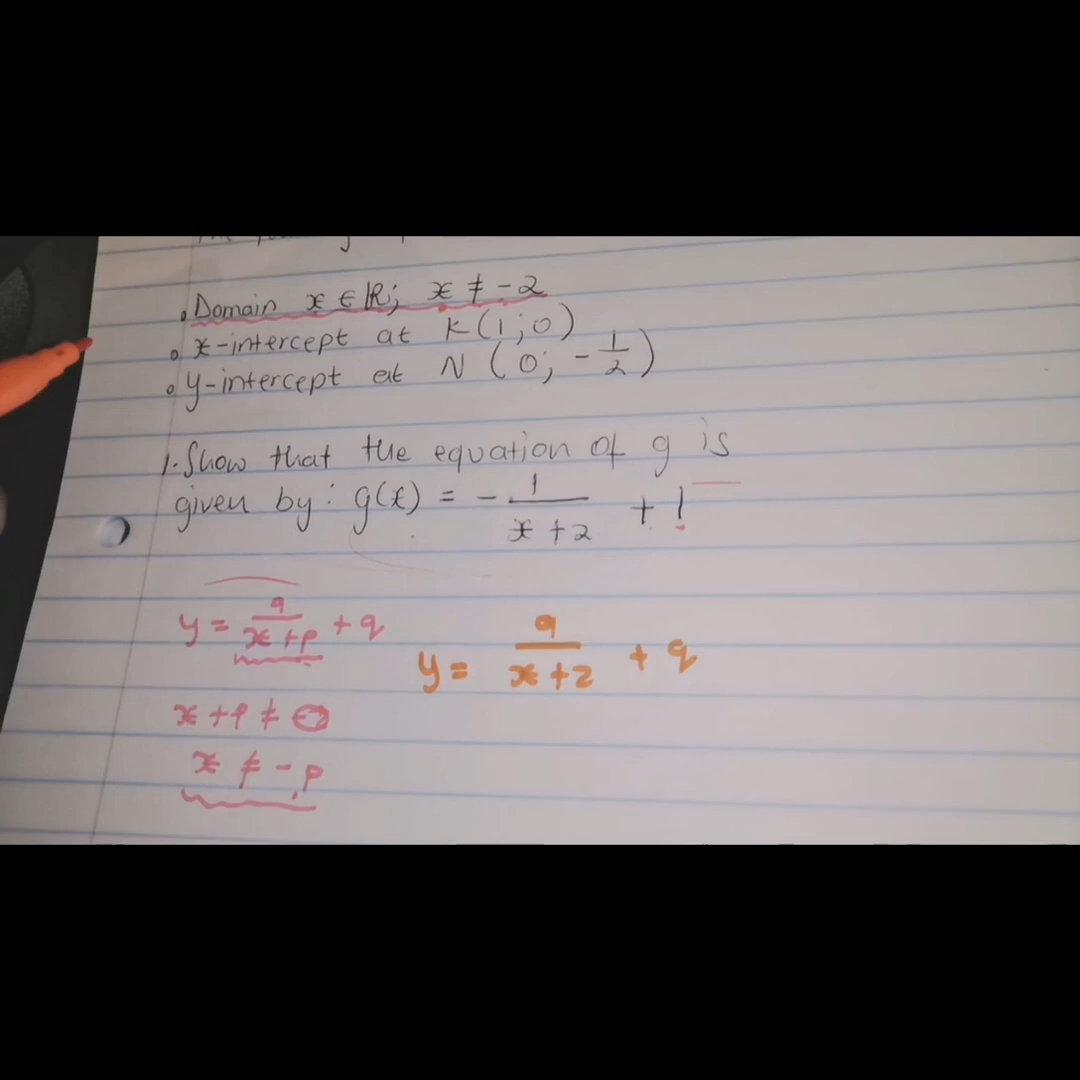 • Domain x ∈ ℝ; x ≠ -2
• x-intercept at K(1;0)
• y-intercept at N (0; -1/2)
1. Show that the equation of g is
given by: g(x) = - 1/(x+2) + 1
y = a/(x+p) + q
y = a/(x+2) + q
x + p ≠ 0
x ≠ -p